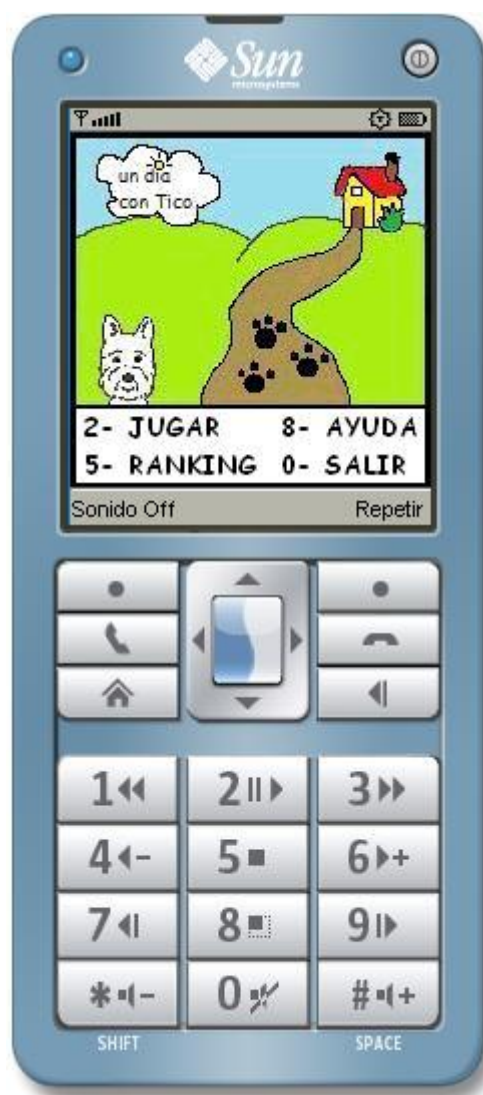 Sun
microsystems
un día
con Tico
2- JUGAR 8- AYUDA
5- RANKING 0- SALIR
Sonido Off Repetir
1 2 3
4 - 5 6 +
7 8 9
* - 0 # +
SHIFT SPACE